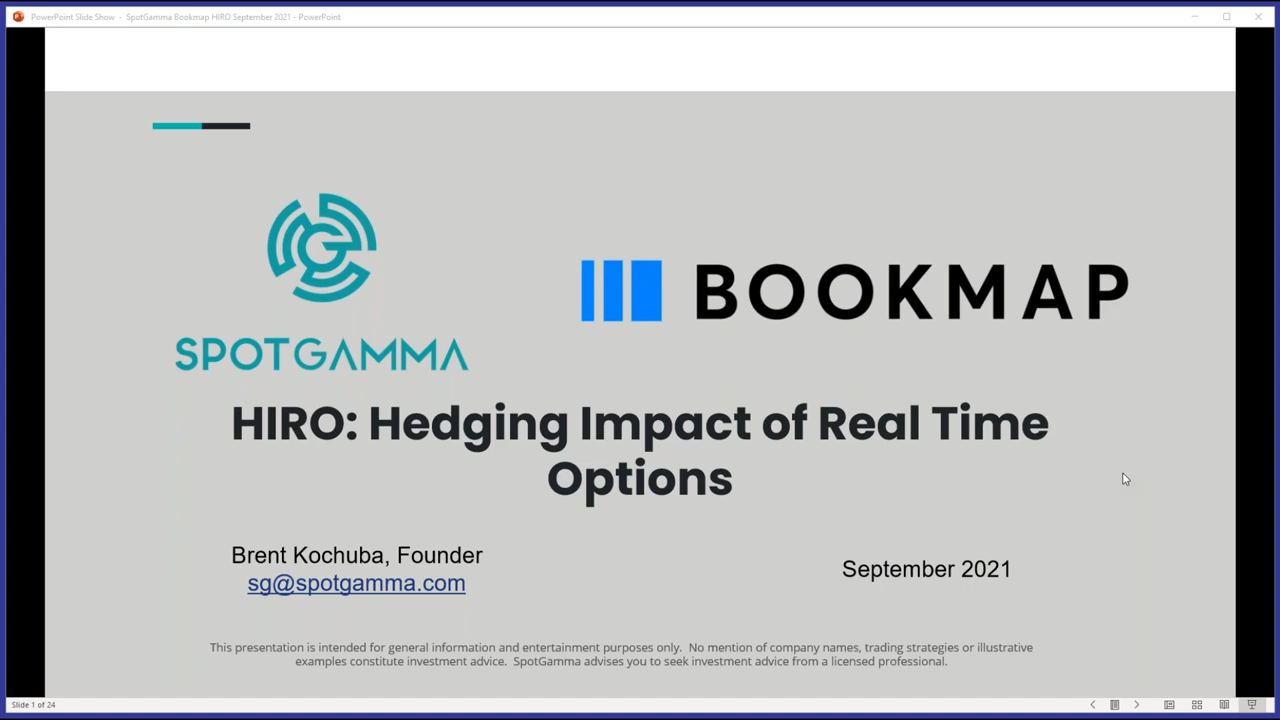 PowerPoint Slide Show - SpotGamma Bookmap HIRO September 2021 - PowerPoint
SPOTGAMMA
BOOKMAP
HIRO: Hedging Impact of Real Time
Options
Brent Kochuba, Founder
sg@spotgamma.com
September 2021
This presentation is intended for general information and entertainment purposes only. No mention of company names, trading strategies or illustrative
examples constitute investment advice. SpotGamma advises you to seek investment advice from a licensed professional.
Slide 1 of 24